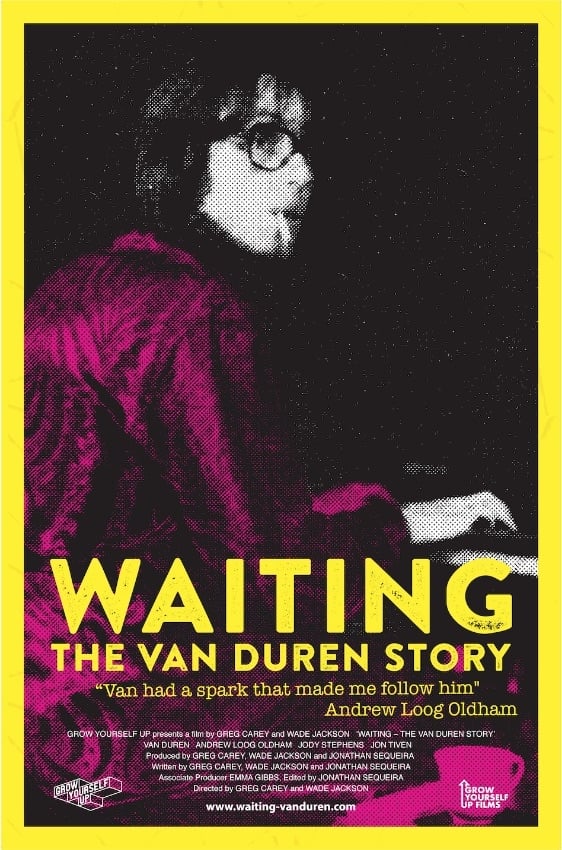 WAITING
THE VAN DUREN STORY
“Van had a spark that made me follow him"
Andrew Loog Oldham
GROW YOURSELF UP presents a film by GREG CAREY and WADE JACKSON ‘WAITING – THE VAN DUREN STORY’
VAN DUREN ANDREW LOOG OLDHAM JODY STEPHENS JON TIVEN
Produced by GREG CAREY, WADE JACKSON and JONATHAN SEQUEIRA
Written by GREG CAREY, WADE JACKSON and JONATHAN SEQUEIRA
Associate Producer EMMA GIBBS, Edited by JONATHAN SEQUEIRA
Directed by GREG CAREY and WADE JACKSON
www.waiting-vanduren.com
GROW
YOURSELF
UP!
GROW
YOURSELF
UP FILMS